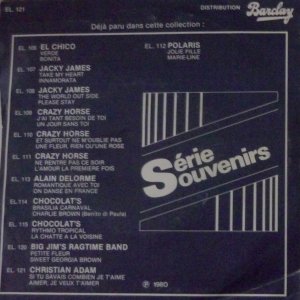 EL. 121
DISTRIBUTION Barclay
Déjà paru dans cette collection :
EL. 105 EL CHICO
VERDE
BONITA
EL. 107 JACKY JAMES
TAKE MY HEART
INNAMORATA
EL. 108 JACKY JAMES
THE WORLD OUT SIDE
PLEASE STAY
EL. 109 CRAZY HORSE
J'AI TANT BESOIN DE TOI
UN JOUR SANS TOI
EL. 110 CRAZY HORSE
ET SURTOUT NE M'OUBLIE PAS
UNE FLEUR, RIEN QU'UNE ROSE
EL. 111 CRAZY HORSE
NE RENTRE PAS CE SOIR
L'AMOUR LA PREMIERE FOIS
EL. 113 ALAIN DELORME
ROMANTIQUE AVEC TOI
ON DANSE EN FRANCE
EL. 114 CHOCOLAT'S
BRASILIA CARNAVAL
CHARLIE BROWN (Benito di Paula)
EL. 115 CHOCOLAT'S
RYTHMO TROPICAL
LA CHATTE A LA VOISINE
EL. 120 BIG JIM'S RAGTIME BAND
PETITE FLEUR
SWEET GEORGIA BROWN
EL. 121 CHRISTIAN ADAM
SI TU SAVAIS COMBIEN JE T'AIME
AIMER, JE VEUX T'AIMER
EL. 112 POLARIS
JOLIE FILLE
MARIE-LINE
Série
Souvenirs
℗ 1980